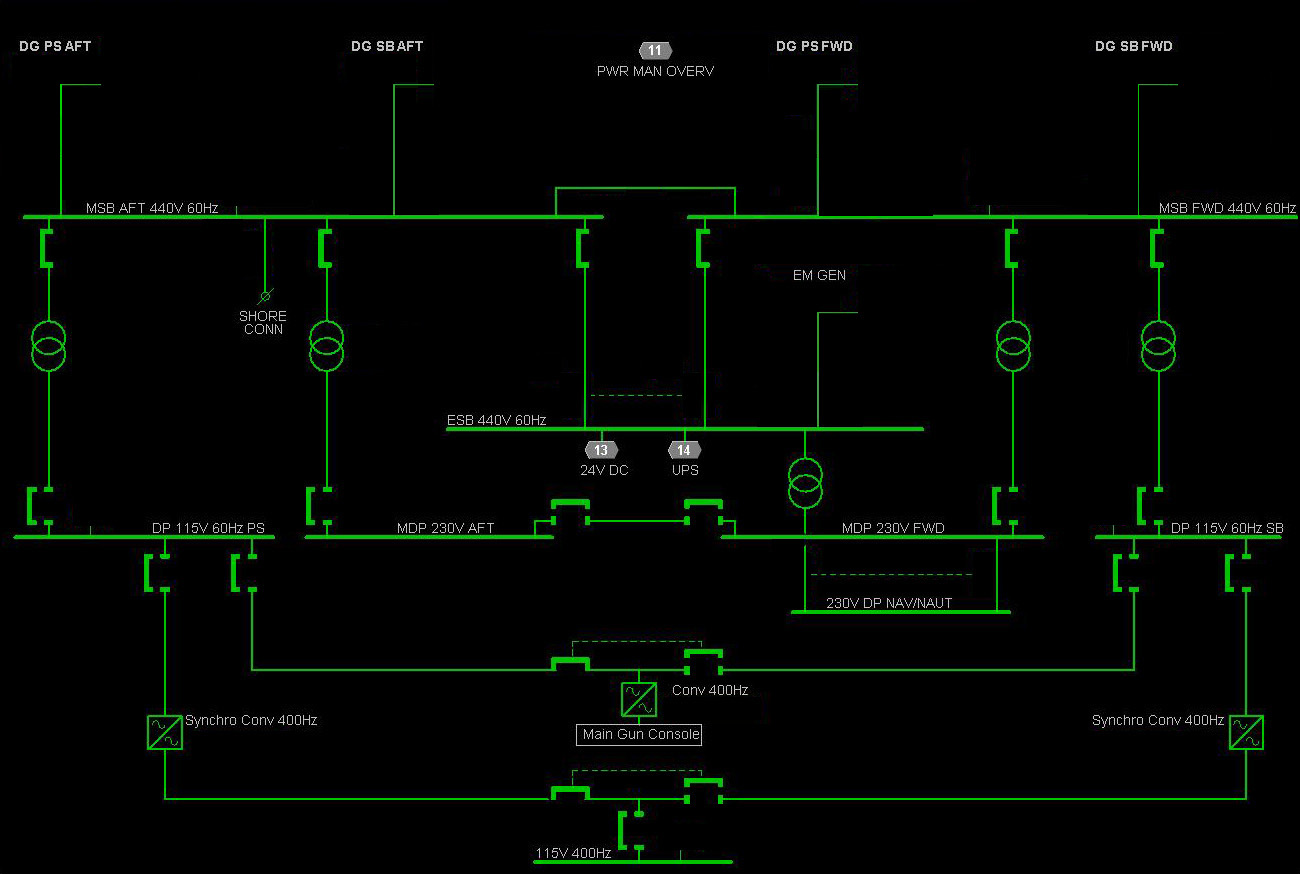 DG PS AFT
DG SB AFT
11
DG PS FWD
DG SB FWD
PWR MAN OVERV
MSB AFT 440V 60Hz
MSB FWD 440V 60Hz
EM GEN
SHORE
CONN
ESB 440V 60Hz
13
14
24V DC
UPS
DP 115V 60Hz PS
MDP 230V AFT
MDP 230V FWD
DP 115V 60Hz SB
230V DP NAV/NAUT
Conv 400Hz
Synchro Conv 400Hz
Main Gun Console
Synchro Conv 400Hz
115V 400Hz